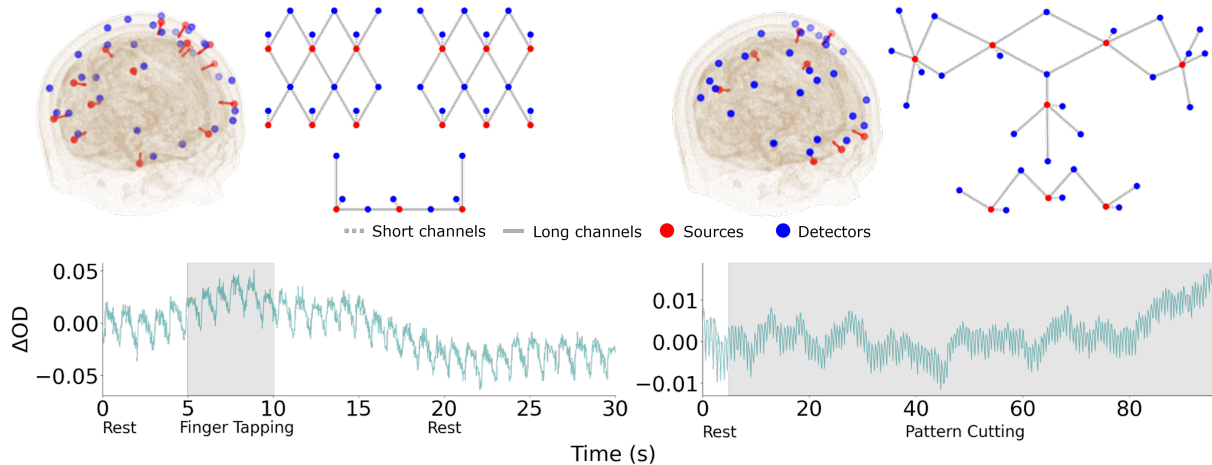 Short channels Long channels Sources Detectors
ΔOD
0.05
0.00
−0.05
0 5 10 15 20 25 30
Rest Finger Tapping Rest
0.01
0.00
−0.01
0 20 40 60 80
Rest Pattern Cutting
Time (s)